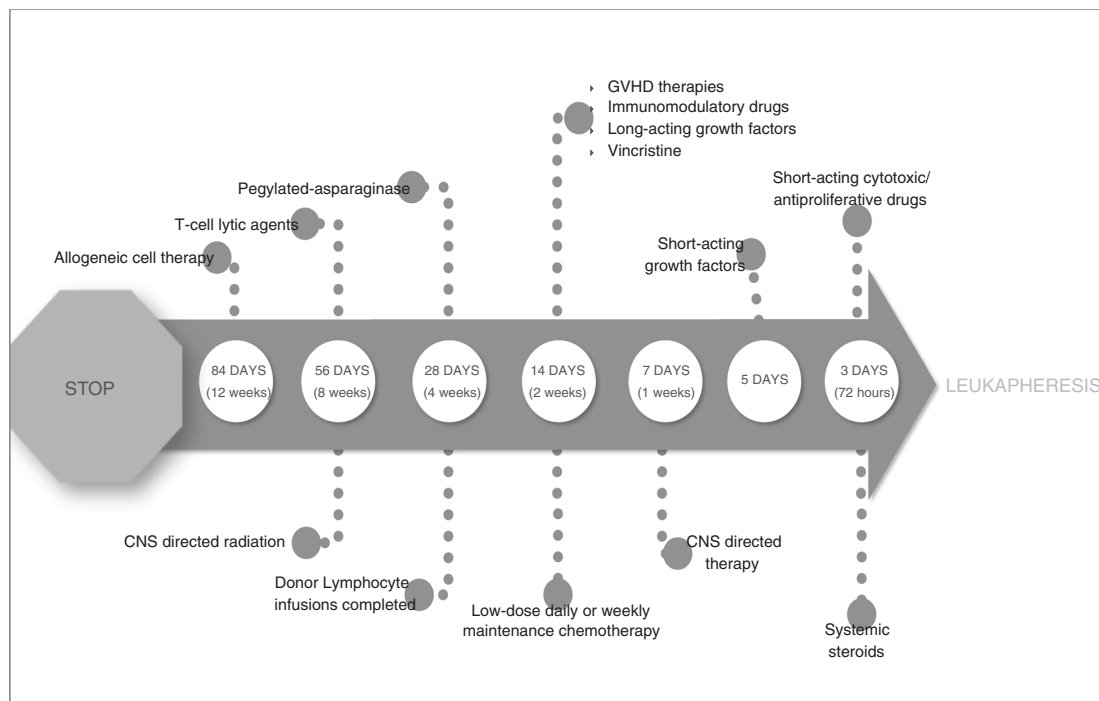 GVHD therapies
Immunomodulatory drugs
Long-acting growth factors
Vincristine
Pegylated-asparaginase
T-cell lytic agents
Allogeneic cell therapy
Short-acting cytotoxic/
antiproliferative drugs
Short-acting
growth factors
STOP
84 DAYS
(12 weeks)
56 DAYS
(8 weeks)
28 DAYS
(4 weeks)
14 DAYS
(2 weeks)
7 DAYS
(1 weeks)
5 DAYS
3 DAYS
(72 hours)
LEUKAPHERESIS
CNS directed radiation
Donor Lymphocyte
infusions completed
Low-dose daily or weekly
maintenance chemotherapy
CNS directed
therapy
Systemic
steroids